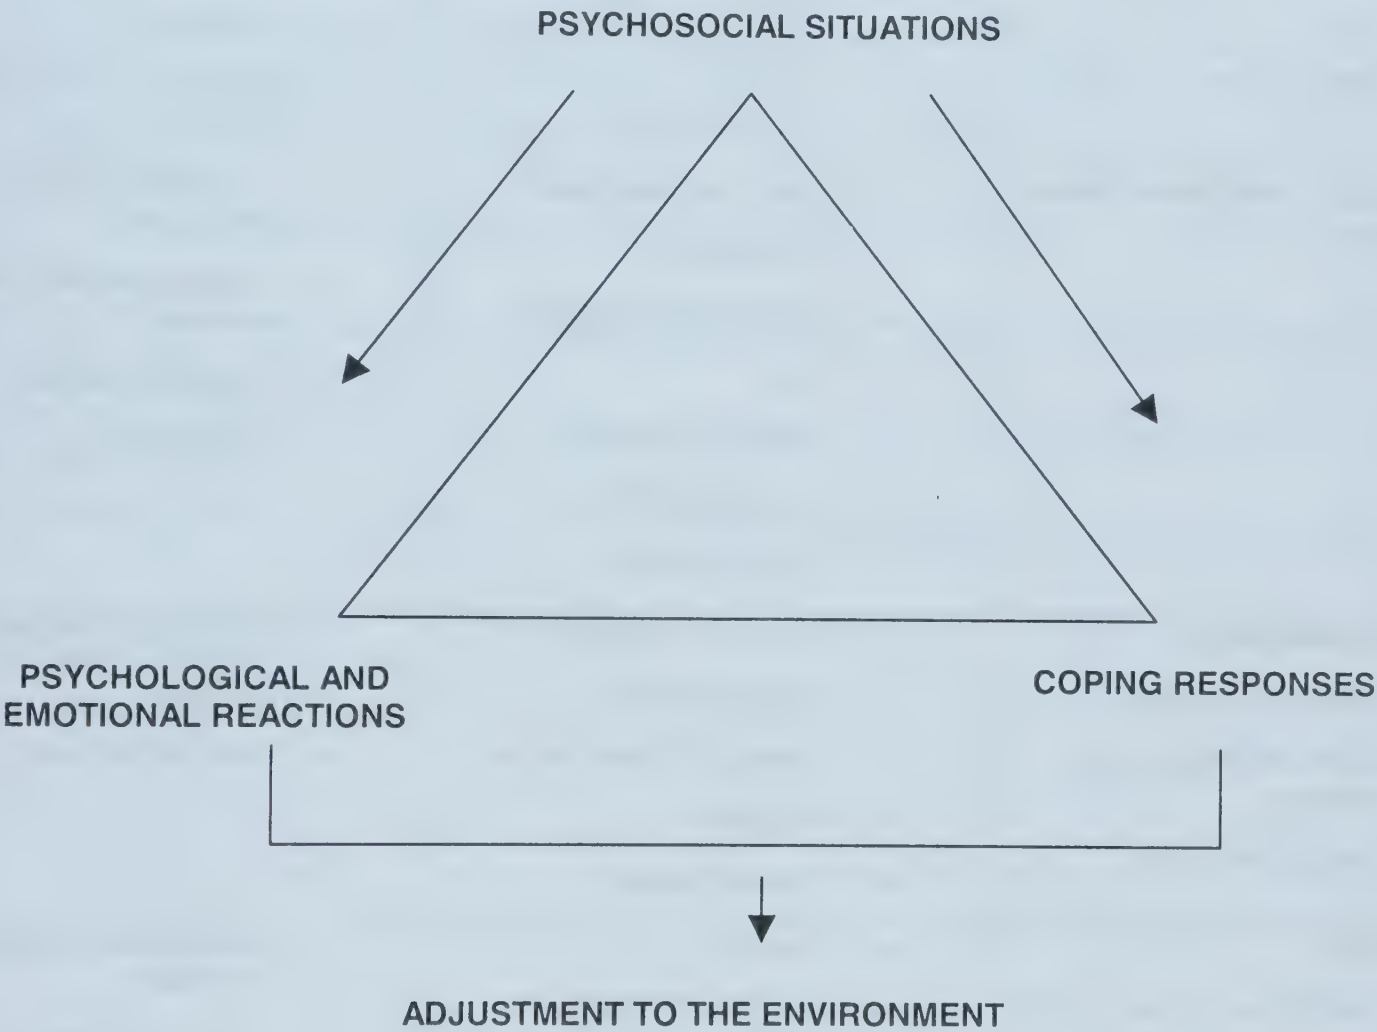 PSYCHOSOCIAL SITUATIONS
PSYCHOLOGICAL AND
EMOTIONAL REACTIONS
COPING RESPONSES
ADJUSTMENT TO THE ENVIRONMENT